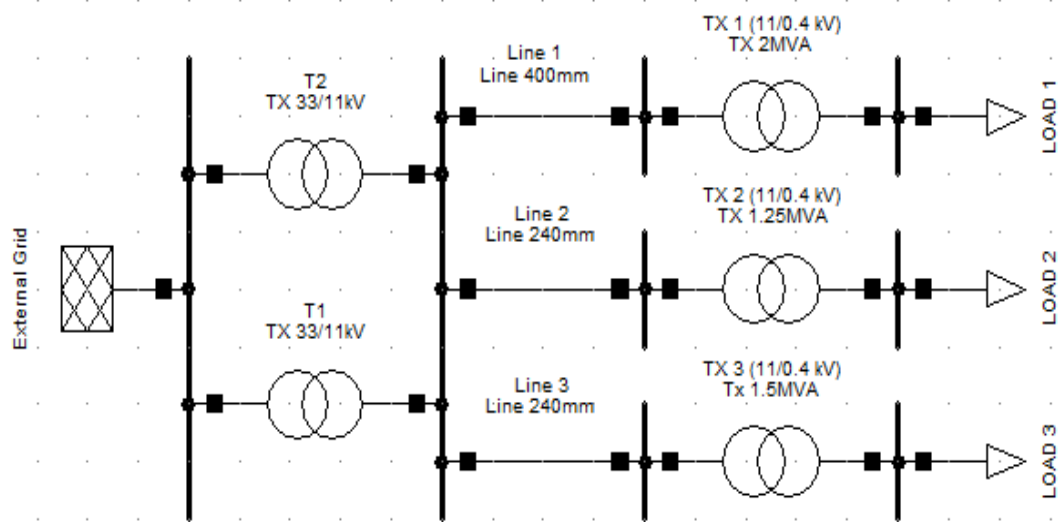 TX 1 (11/0.4 kV)
TX 2MVA
Line 1
Line 400mm
T2
TX 33/11kV
LOAD 1
TX 2 (11/0.4 kV)
TX 1.25MVA
Line 2
Line 240mm
External Grid
LOAD 2
T1
TX 33/11kV
TX 3 (11/0.4 kV)
Tx 1.5MVA
Line 3
Line 240mm
LOAD 3